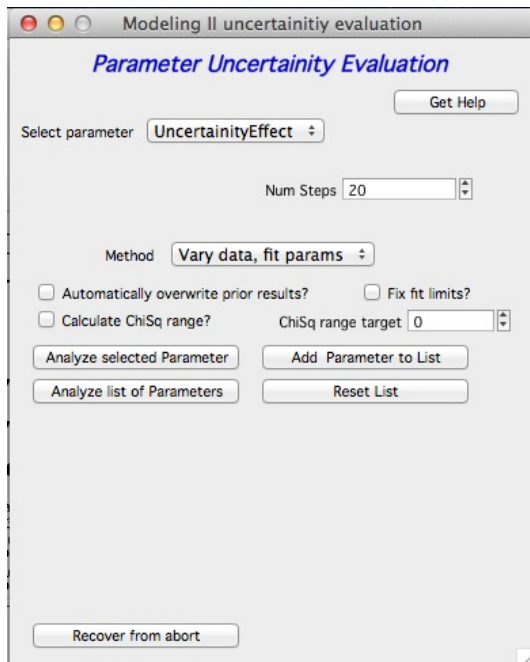 Modeling II uncertainitiy evaluation
Parameter Uncertainity Evaluation
Get Help
Select parameter UncertainityEffect
Num Steps 20
Method Vary data, fit params
Automatically overwrite prior results? Fix fit limits?
Calculate ChiSq range? ChiSq range target 0
Analyze selected Parameter Add Parameter to List
Analyze list of Parameters Reset List
Recover from abort